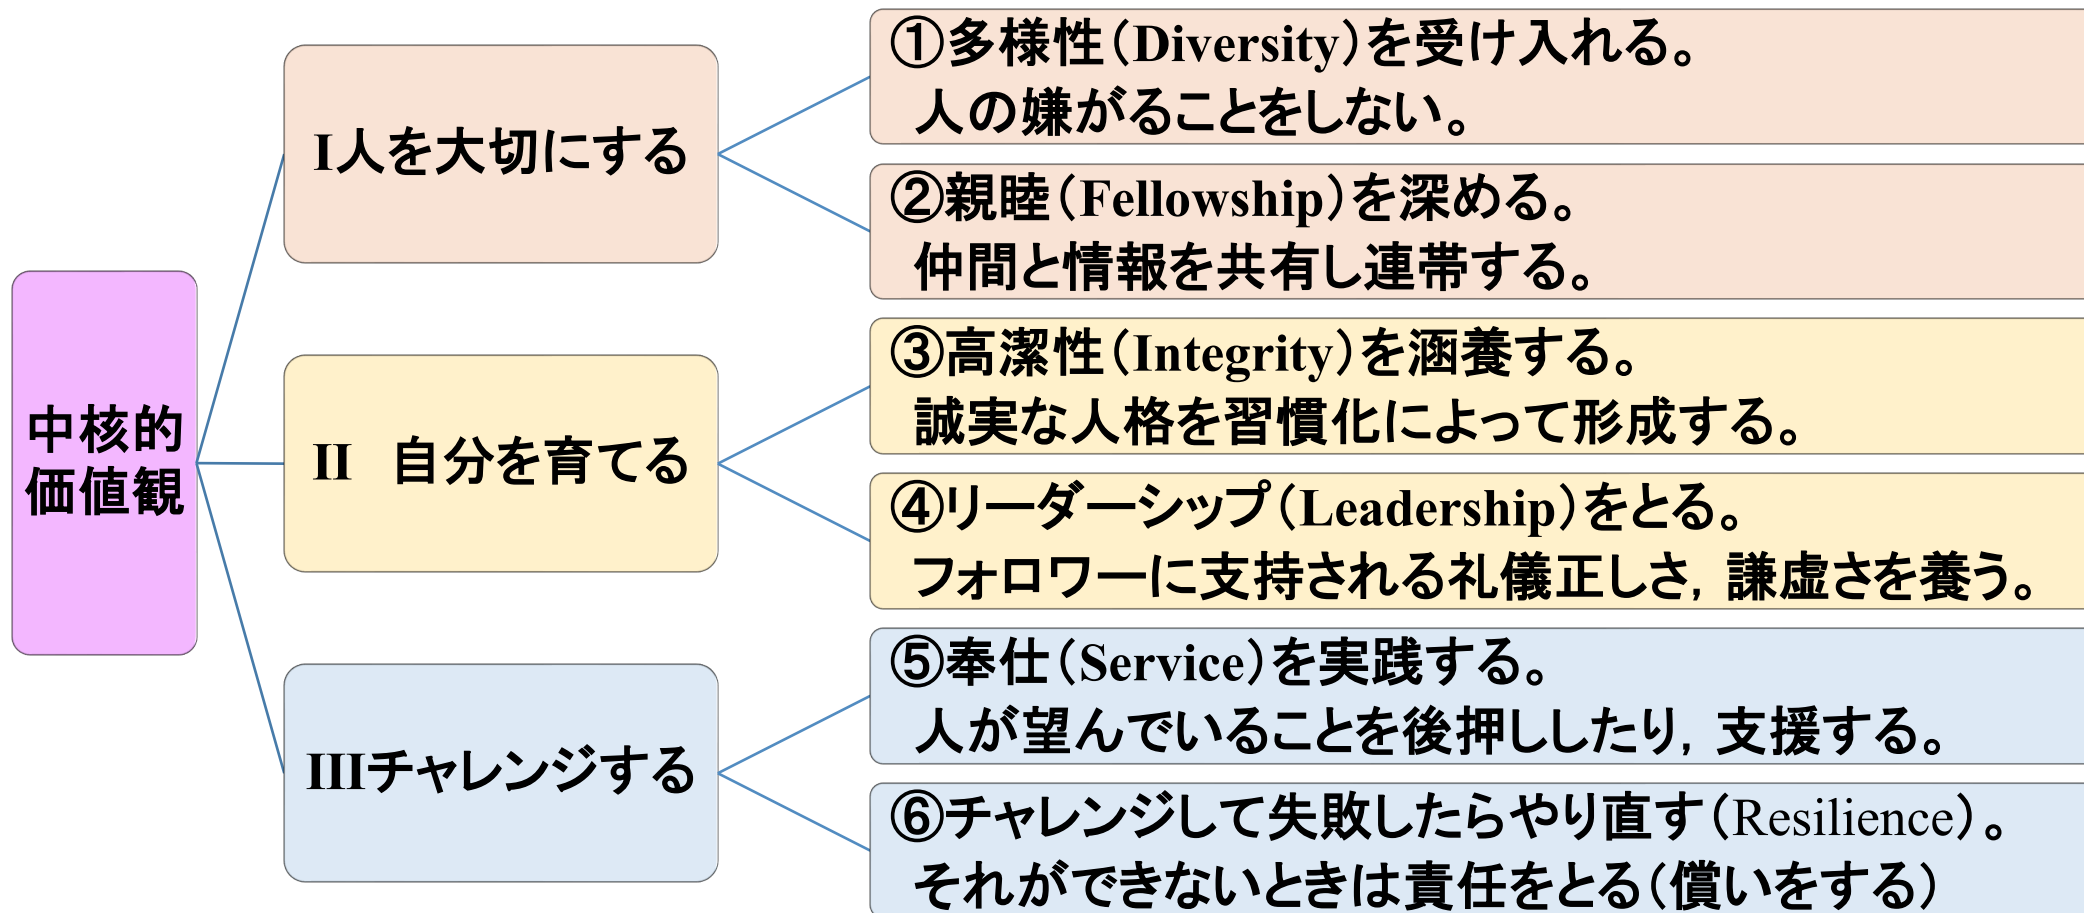 中核的
価値観
I人を大切にする
①多様性（Diversity）を受け入れる。
人の嫌がることをしない。
②親睦（Fellowship）を深める。
仲間と情報を共有し連帯する。
II　自分を育てる
③高潔性（Integrity）を涵養する。
誠実な人格を習慣化によって形成する。
④リーダーシップ（Leadership）をとる。
フォロワーに支持される礼儀正しさ，謙虚さを養う。
IIIチャレンジする
⑤奉仕（Service）を実践する。
人が望んでいることを後押ししたり，支援する。
⑥チャレンジして失敗したらやり直す（Resilience）。
それができないときは責任をとる（償いをする）